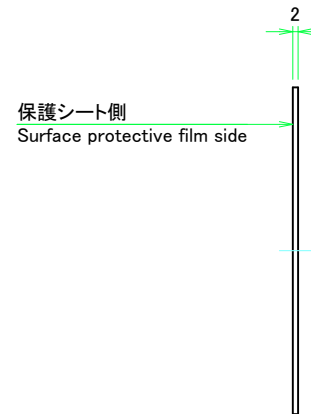 2
保護シート側
Surface protective film side